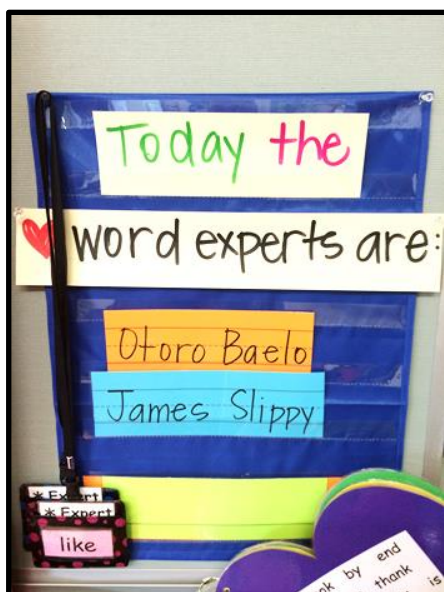 Today the
word experts are:
Otoro Baelo
James Slippy
* Expert
* Expert
like
by end
thank
is